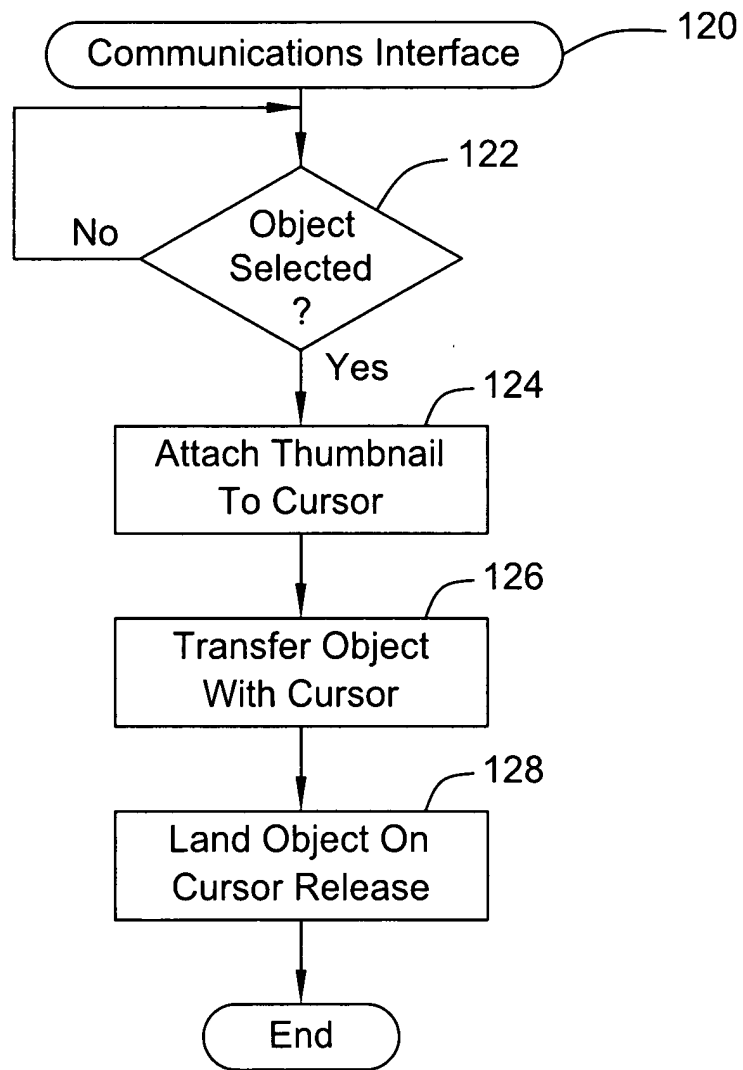 Communications Interface
120
122
Object
Selected
?
No
Yes
124
Attach Thumbnail
To Cursor
126
Transfer Object
With Cursor
128
Land Object On
Cursor Release
End